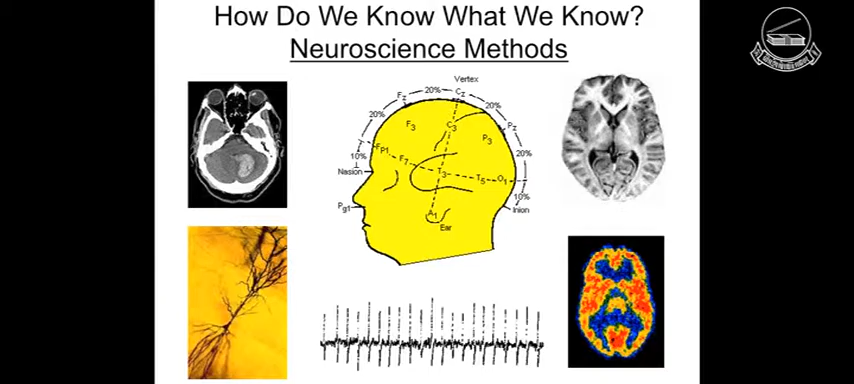 How Do We Know What We Know?
Neuroscience Methods
Vertex
Fz
20%
Cz
20%
20%
F3
C3
P3
Pz
20%
10%
Fp1
F7
T3
T5
O1
Nasion
10%
Inion
Pg1
A1
Ear